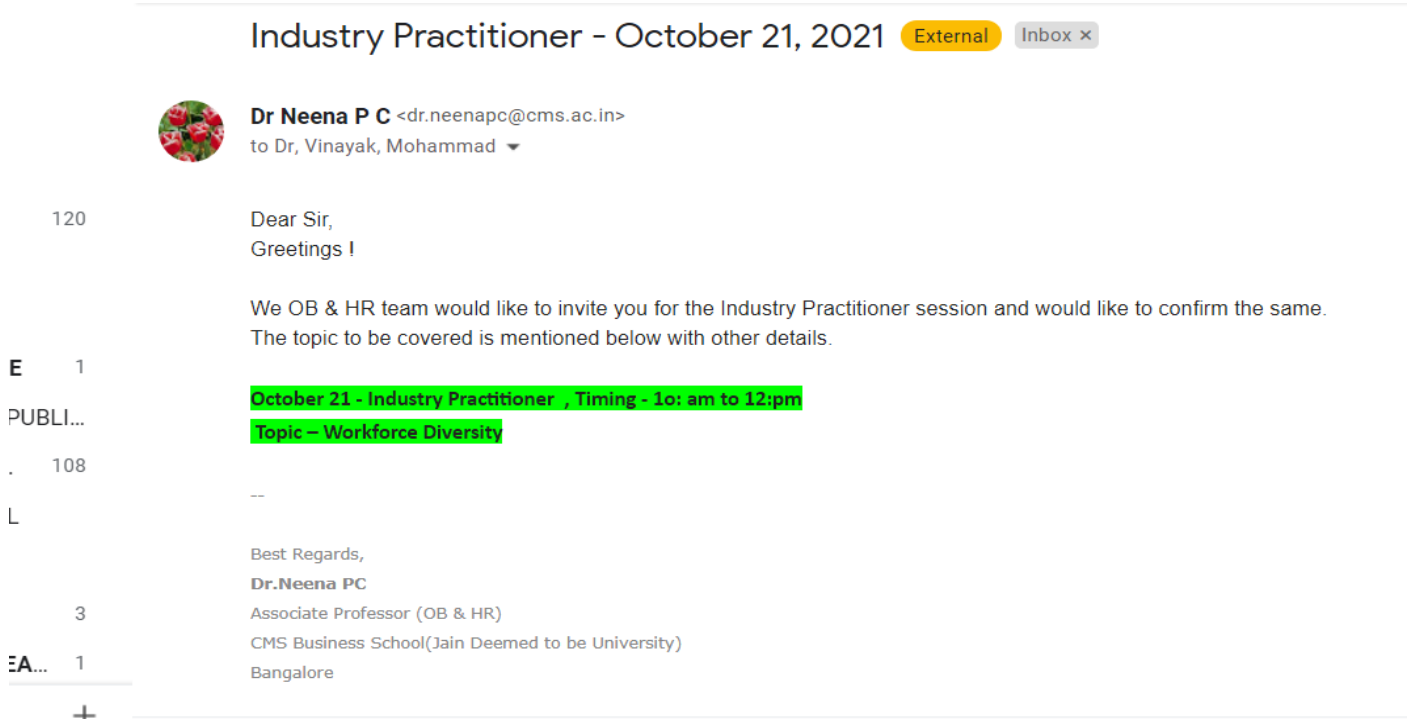 Industry Practitioner - October 21, 2021 External Inbox ×
Dr Neena P C <dr.neenapc@cms.ac.in>
to Dr, Vinayak, Mohammad
120
Dear Sir,
Greetings !
We OB & HR team would like to invite you for the Industry Practitioner session and would like to confirm the same.
The topic to be covered is mentioned below with other details.
E 1
October 21 - Industry Practitioner , Timing - 1o: am to 12:pm
PUBLI...
Topic – Workforce Diversity
. 108
--
L
Best Regards,
Dr.Neena PC
Associate Professor (OB & HR)
3
CMS Business School(Jain Deemed to be University)
EA... 1
Bangalore
+